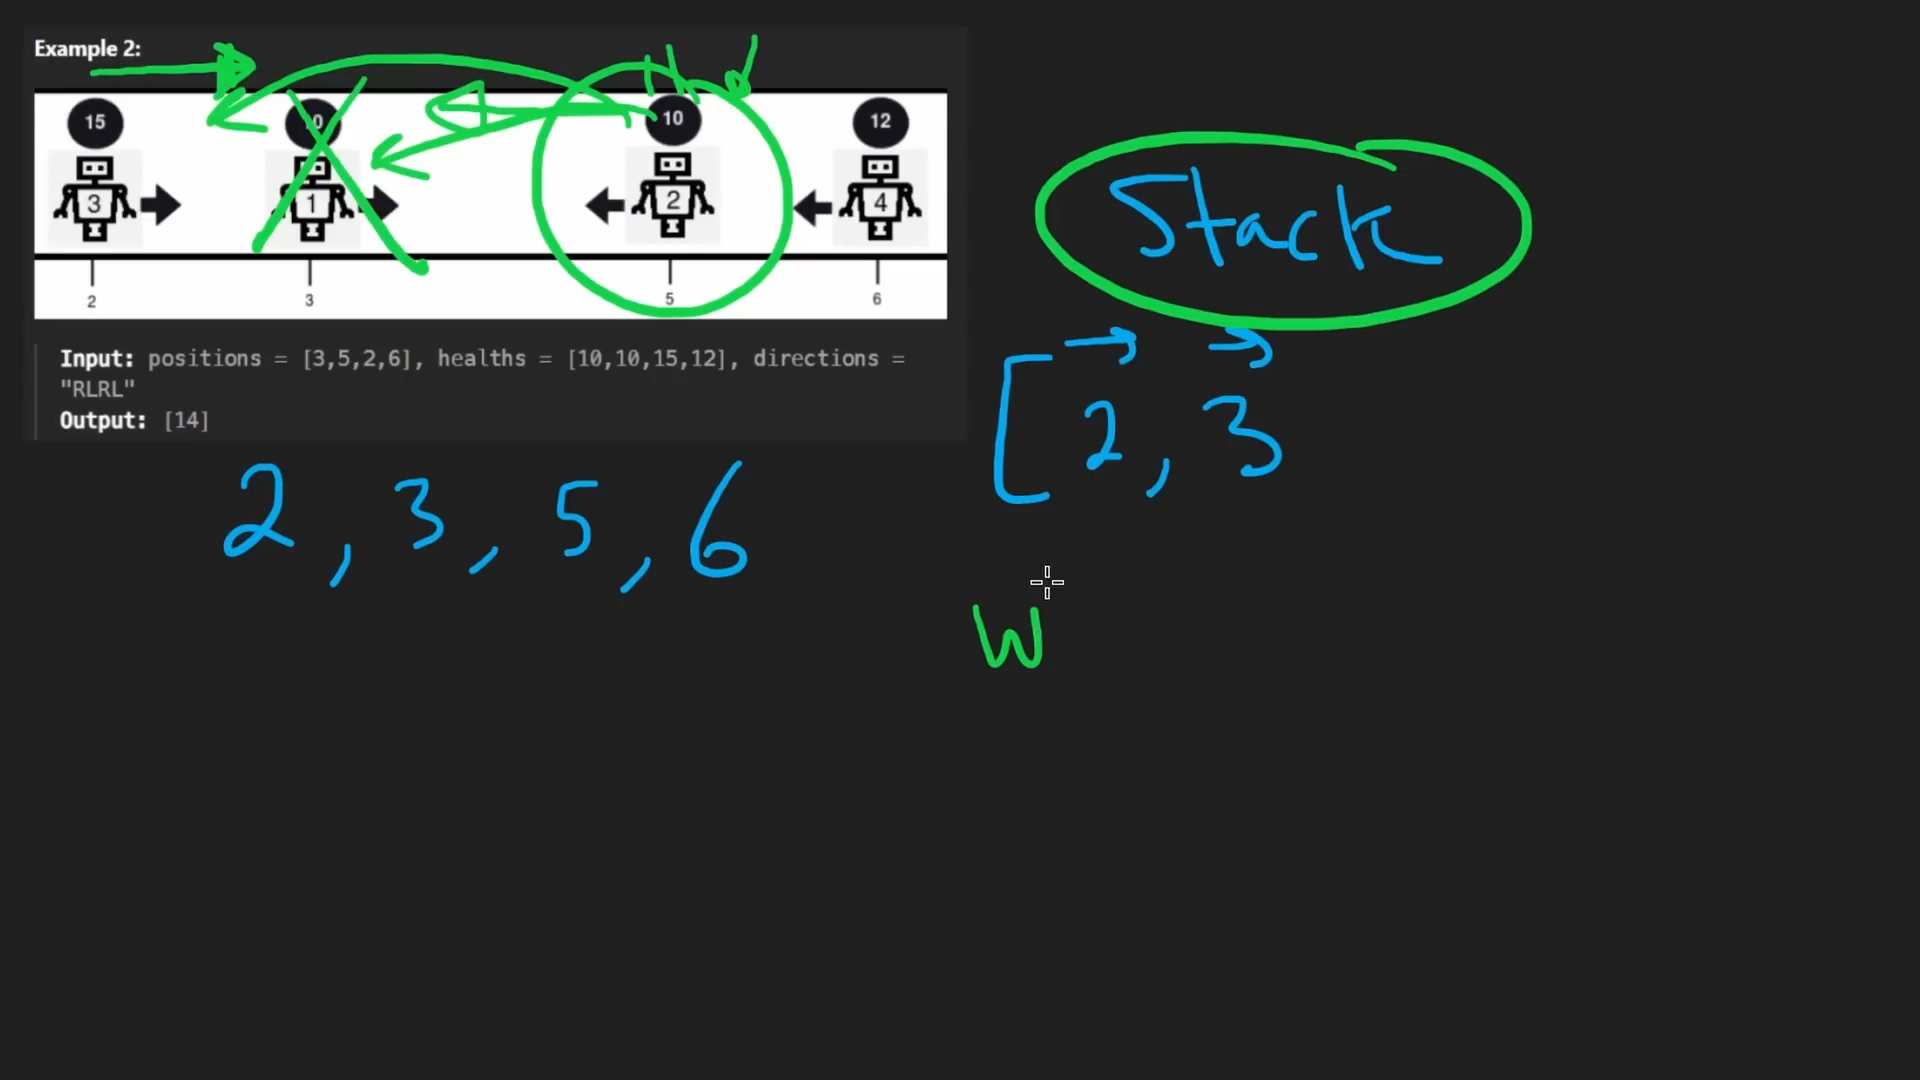 Example 2:
15 10 10 12
3 1 2 4
2 3 5 6
Input: positions = [3,5,2,6], healths = [10,10,15,12], directions =
"RLRL"
Output: [14]
2, 3, 5, 6
Stack
[2, 3
W